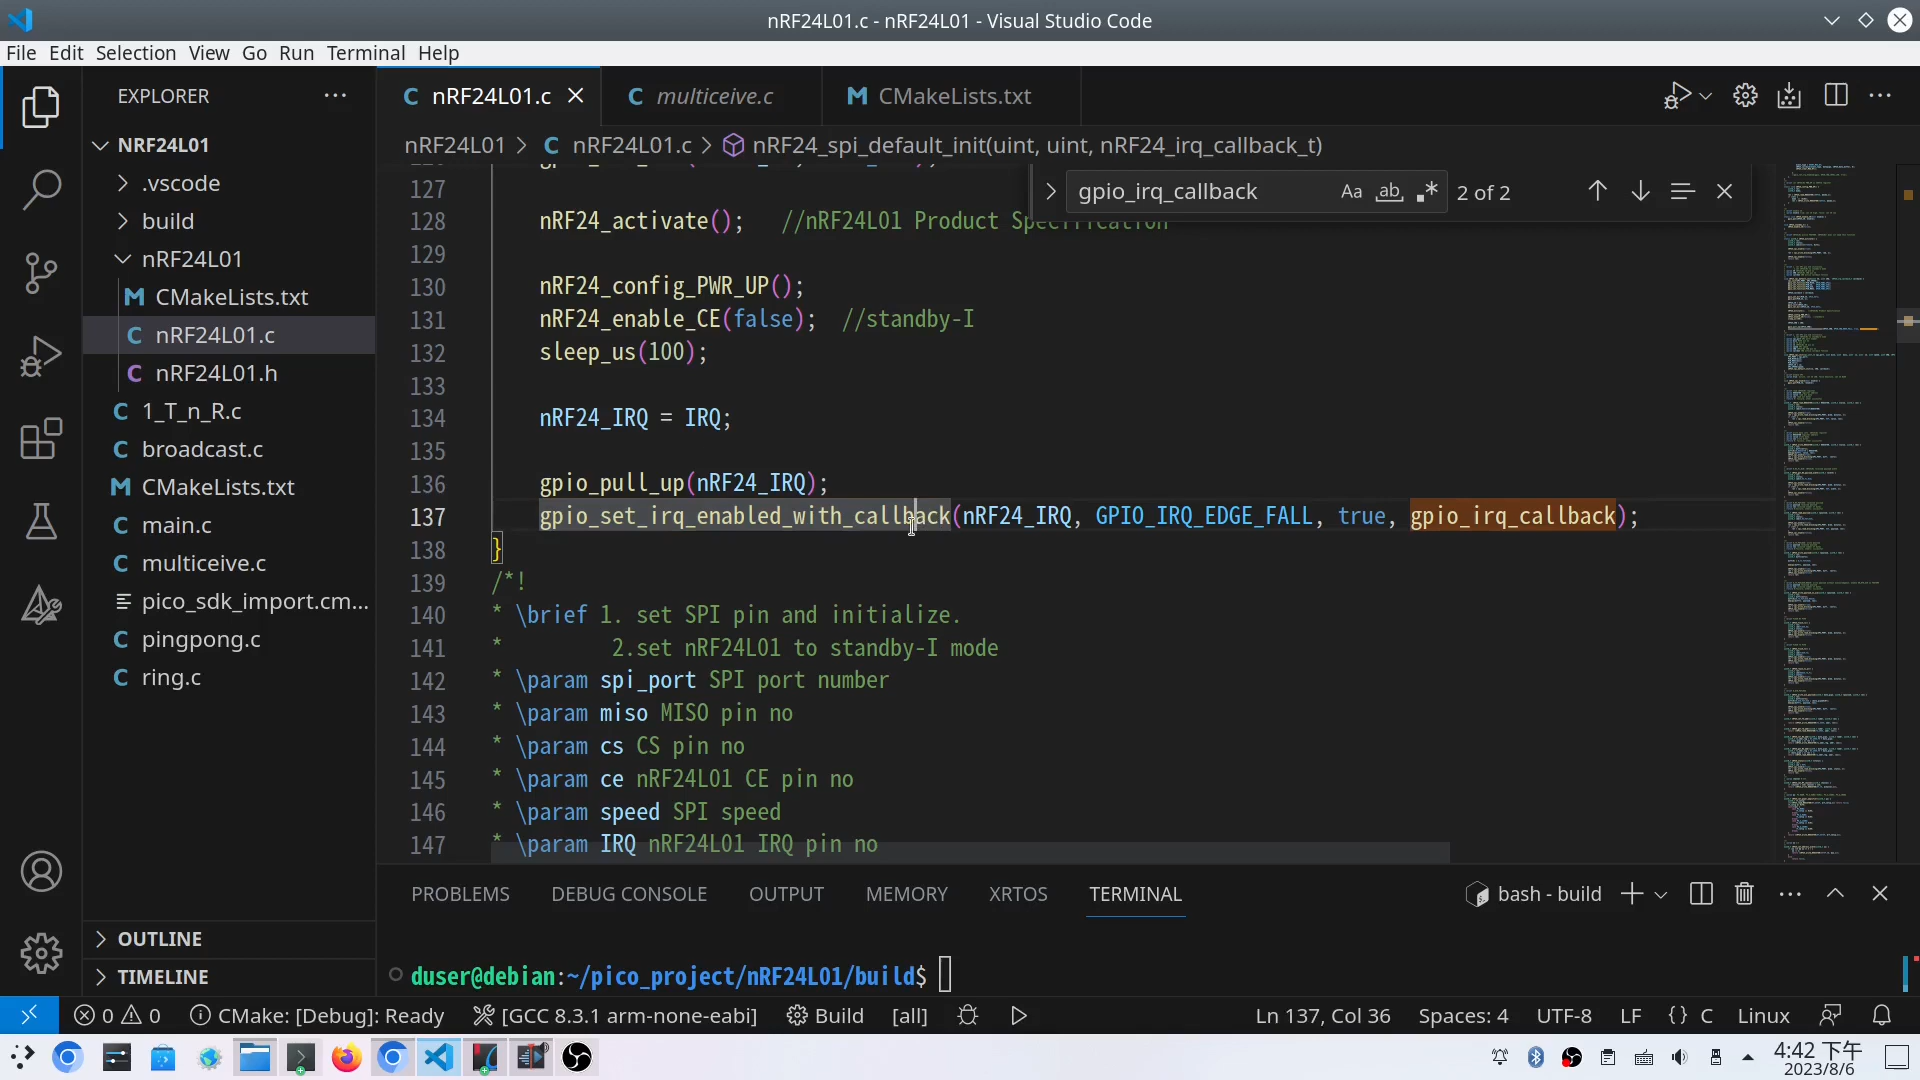 nRF24L01.c - nRF24L01 - Visual Studio Code
File Edit Selection View Go Run Terminal Help
EXPLORER
NRF24L01
.vscode
build
nRF24L01
CMakeLists.txt
nRF24L01.c
nRF24L01.h
1_T_n_R.c
broadcast.c
CMakeLists.txt
main.c
multiceive.c
pico_sdk_import.cm...
pingpong.c
ring.c
OUTLINE
TIMELINE
nRF24L01.c multiceive.c CMakeLists.txt
nRF24L01 > C nRF24L01.c > nRF24_spi_default_init(uint, uint, nRF24_irq_callback_t)
gpio_irq_callback Aa ab 2 of 2
127
128 nRF24_activate(); //nRF24L01 Product Specification
129
130 nRF24_config_PWR_UP();
131 nRF24_enable_CE(false); //standby-I
132 sleep_us(100);
133
134 nRF24_IRQ = IRQ;
135
136 gpio_pull_up(nRF24_IRQ);
137 gpio_set_irq_enabled_with_callback(nRF24_IRQ, GPIO_IRQ_EDGE_FALL, true, gpio_irq_callback);
138 }
139 /*!
140 * \brief 1. set SPI pin and initialize.
141 * 2.set nRF24L01 to standby-I mode
142 * \param spi_port SPI port number
143 * \param miso MISO pin no
144 * \param cs CS pin no
145 * \param ce nRF24L01 CE pin no
146 * \param speed SPI speed
147 * \param IRQ nRF24L01 IRQ pin no
PROBLEMS DEBUG CONSOLE OUTPUT MEMORY XRTOS TERMINAL bash - build
duser@debian:~/pico_project/nRF24L01/build$
0 0 CMake: [Debug]: Ready [GCC 8.3.1 arm-none-eabi] Build [all] Ln 137, Col 36 Spaces: 4 UTF-8 LF {} C Linux
4:42 下午
2023/8/6